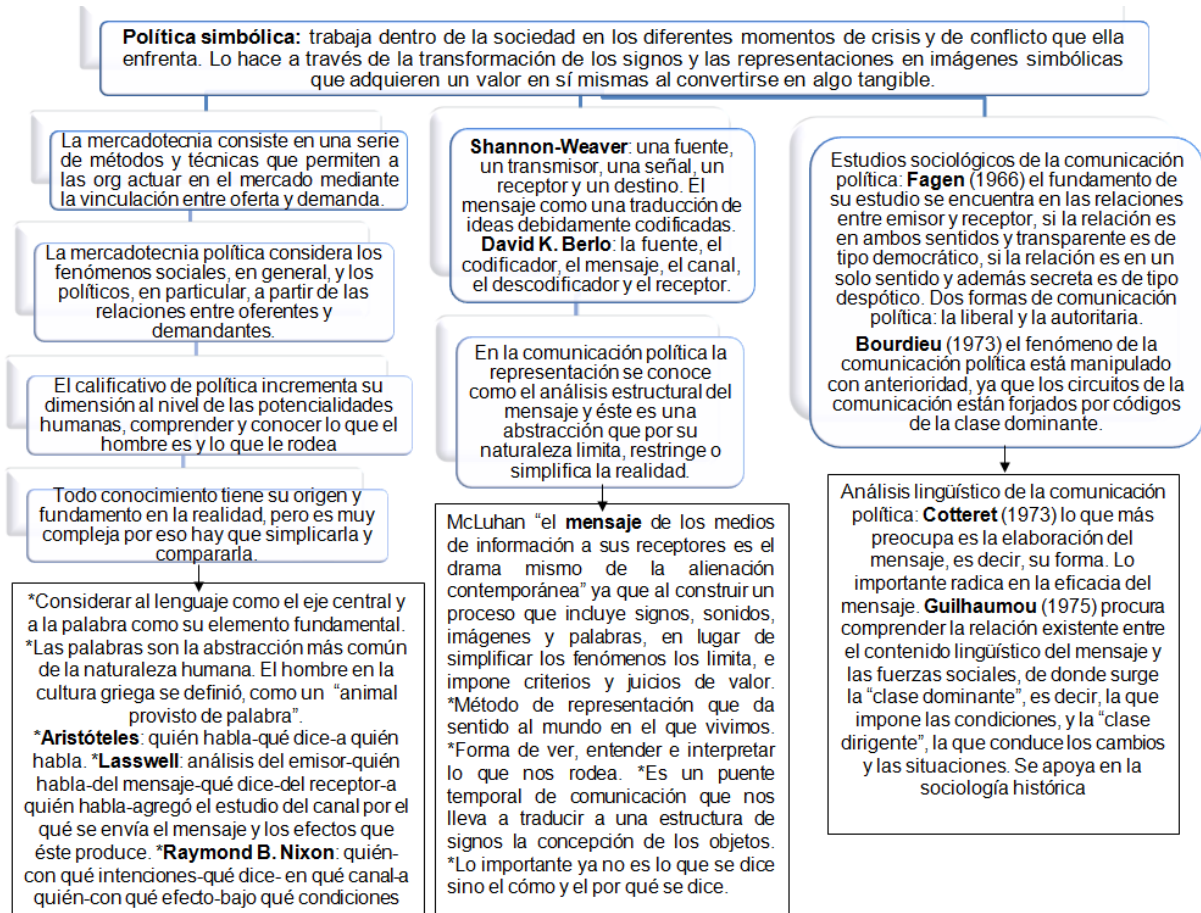 Política simbólica: trabaja dentro de la sociedad en los diferentes momentos de crisis y de conflicto que ella
enfrenta. Lo hace a través de la transformación de los signos y las representaciones en imágenes simbólicas
que adquieren un valor en sí mismas al convertirse en algo tangible.
La mercadotecnia consiste en una serie
de métodos y técnicas que permiten a
las org actuar en el mercado mediante
la vinculación entre oferta y demanda.
La mercadotecnia política considera los
fenómenos sociales, en general, y los
políticos, en particular, a partir de las
relaciones entre oferentes y
demandantes.
El calificativo de política incrementa su
dimensión al nivel de las potencialidades
humanas, comprender y conocer lo que el
hombre es y lo que le rodea
Todo conocimiento tiene su origen y
fundamento en la realidad, pero es muy
compleja por eso hay que simplicarla y
compararla.
*Considerar al lenguaje como el eje central y
a la palabra como su elemento fundamental.
*Las palabras son la abstracción más común
de la naturaleza humana. El hombre en la
cultura griega se definió, como un “animal
provisto de palabra”.
*Aristóteles: quién habla-qué dice-a quién
habla. *Lasswell: análisis del emisor-quién
habla-del mensaje-qué dice-del receptor-a
quién habla-agregó el estudio del canal por el
qué se envía el mensaje y los efectos que
éste produce. *Raymond B. Nixon: quién-
con qué intenciones-qué dice- en qué canal-a
quién-con qué efecto-bajo qué condiciones
Shannon-Weaver: una fuente,
un transmisor, una señal, un
receptor y un destino. El
mensaje como una traducción de
ideas debidamente codificadas.
David K. Berlo: la fuente, el
codificador, el mensaje, el canal,
el descodificador y el receptor.
En la comunicación política la
representación se conoce
como el análisis estructural del
mensaje y éste es una
abstracción que por su
naturaleza limita, restringe o
simplifica la realidad.
McLuhan “el mensaje de los medios
de información a sus receptores es el
drama mismo de la alienación
contemporánea” ya que al construir un
proceso que incluye signos, sonidos,
imágenes y palabras, en lugar de
simplificar los fenómenos los limita, e
impone criterios y juicios de valor.
*Método de representación que da
sentido al mundo en el que vivimos.
*Forma de ver, entender e interpretar
lo que nos rodea. *Es un puente
temporal de comunicación que nos
lleva a traducir a una estructura de
signos la concepción de los objetos.
*Lo importante ya no es lo que se dice
sino el cómo y el por qué se dice.
Estudios sociológicos de la comunicación
política: Fagen (1966) el fundamento de
su estudio se encuentra en las relaciones
entre emisor y receptor, si la relación es
en ambos sentidos y transparente es de
tipo democrático, si la relación es en un
solo sentido y además secreta es de tipo
despótico. Dos formas de comunicación
política: la liberal y la autoritaria.
Bourdieu (1973) el fenómeno de la
comunicación política está manipulado
con anterioridad, ya que los circuitos de la
comunicación están forjados por códigos
de la clase dominante.
Análisis lingüístico de la comunicación
política: Cotteret (1973) lo que más
preocupa es la elaboración del
mensaje, es decir, su forma. Lo
importante radica en la eficacia del
mensaje. Guilhaumou (1975) procura
comprender la relación existente entre
el contenido lingüístico del mensaje y
las fuerzas sociales, de donde surge
la “clase dominante”, es decir, la que
impone las condiciones, y la “clase
dirigente”, la que conduce los cambios
y las situaciones. Se apoya en la
sociología histórica